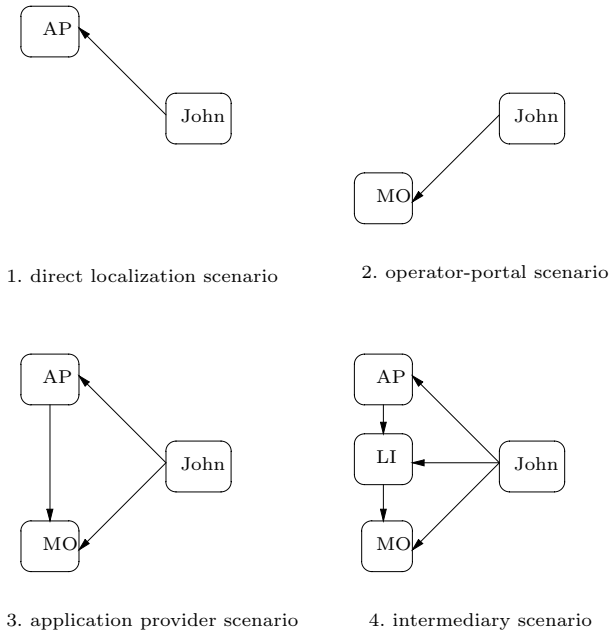 AP
John
John
MO
1. direct localization scenario
2. operator-portal scenario
AP
John
MO
AP
LI
John
MO
3. application provider scenario
4. intermediary scenario